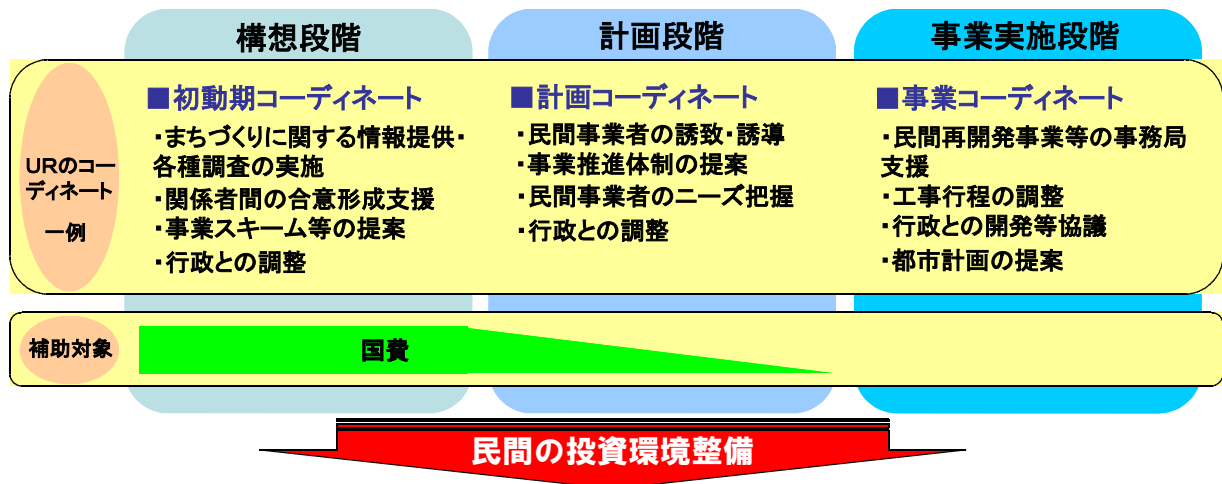 構想段階
計画段階
事業実施段階
URのコー
ディネート
一例
■初動期コーディネート
・まちづくりに関する情報提供・
各種調査の実施
・関係者間の合意形成支援
・事業スキーム等の提案
・行政との調整
■計画コーディネート
・民間事業者の誘致・誘導
・事業推進体制の提案
・民間事業者のニーズ把握
・行政との調整
■事業コーディネート
・民間再開発事業等の事務局
支援
・工事行程の調整
・行政との開発等協議
・都市計画の提案
補助対象
国費
民間の投資環境整備